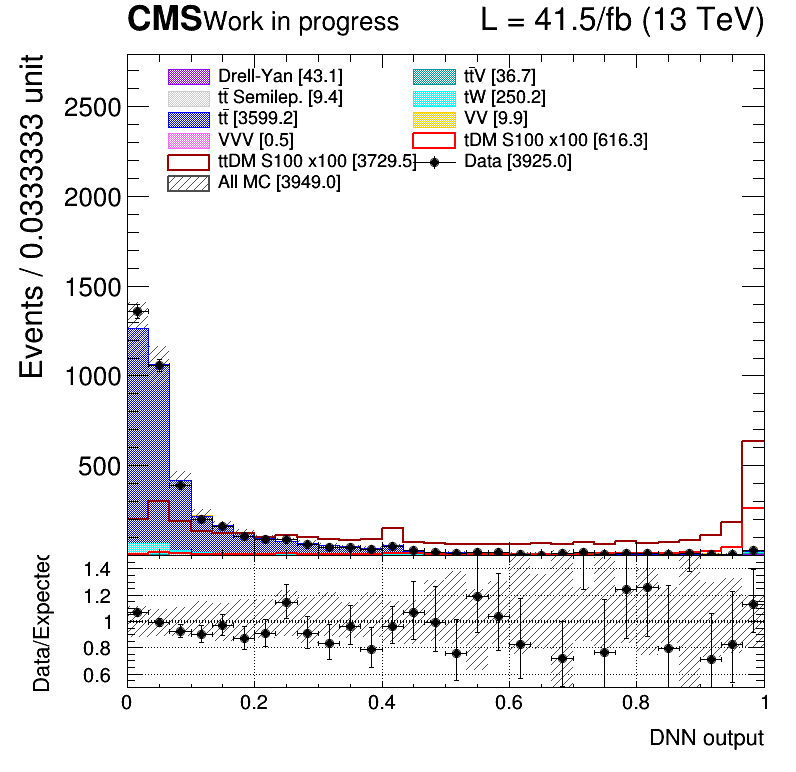 CMS Work in progress L = 41.5/fb (13 TeV)
Events / 0.0333333 unit
2500
2000
1500
1000
500
Drell-Yan [43.1]
tt̄V [36.7]
tt̄ Semilep. [9.4]
tW [250.2]
tt̄ [3599.2]
VV [9.9]
VVV [0.5]
tDM S100 x100 [616.3]
ttDM S100 x100 [3729.5]
Data [3925.0]
All MC [3949.0]
Data/Expected
1.4
1.2
1
0.8
0.6
0 0.2 0.4 0.6 0.8 1
DNN output